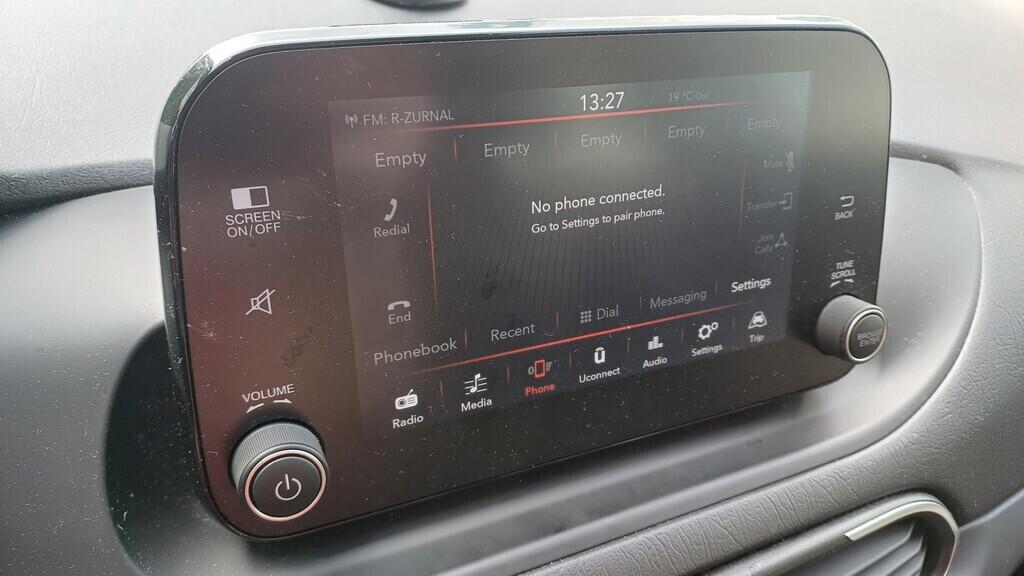 FM: R-ZURNAL
13:27
19 °C Out
Empty
Empty
Empty
Empty
Empty
SCREEN
ON/OFF
Redial
No phone connected.
Go to Settings to pair phone.
Mute
Transfer
Join
Calls
BACK
TUNE
SCROLL
End
Phonebook
Recent
Dial
Messaging
Settings
VOLUME
Radio
Media
Phone
Uconnect
Audio
Settings
Trip
BROWSE
ENTER